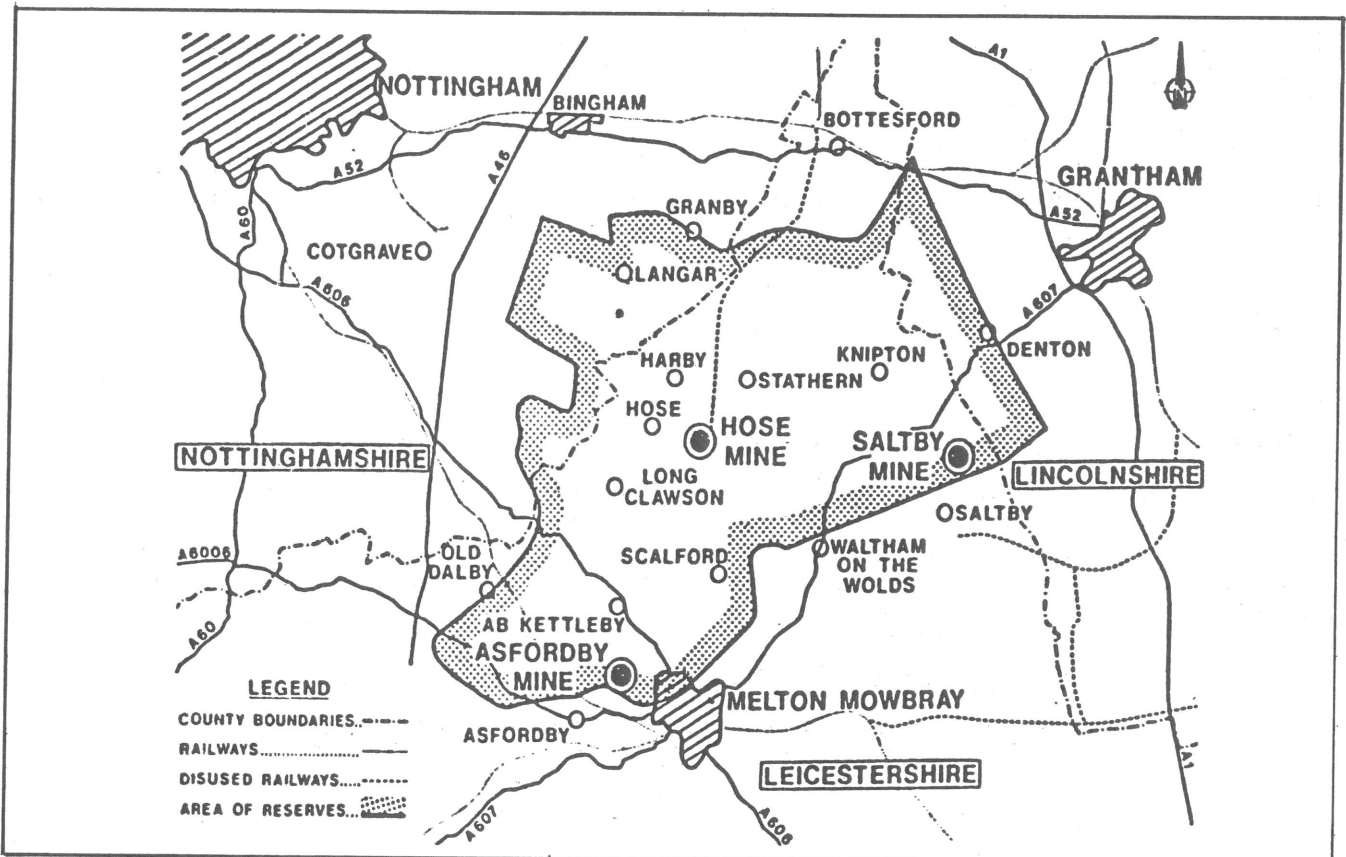 A1
N
NOTTINGHAM
BINGHAM
BOTTESFORD
A52
A46
GRANTHAM
A60
GRANBY
A52
COTGRAVE
LANGAR
A606
A607
HARBY
STATHERN
KNIPTON
DENTON
HOSE
HOSE
MINE
SALTBY
MINE
NOTTINGHAMSHIRE
LONG
CLAWSON
LINCOLNSHIRE
SALTBY
A6006
OLD
DALBY
SCALFORD
WALTHAM
ON THE
WOLDS
AB KETTLEBY
A60
ASFORDBY
MINE
MELTON MOWBRAY
ASFORDBY
A1
LEICESTERSHIRE
A607
A606
LEGEND
COUNTY BOUNDARIES..
RAILWAYS..............
DISUSED RAILWAYS.....
AREA OF RESERVES...